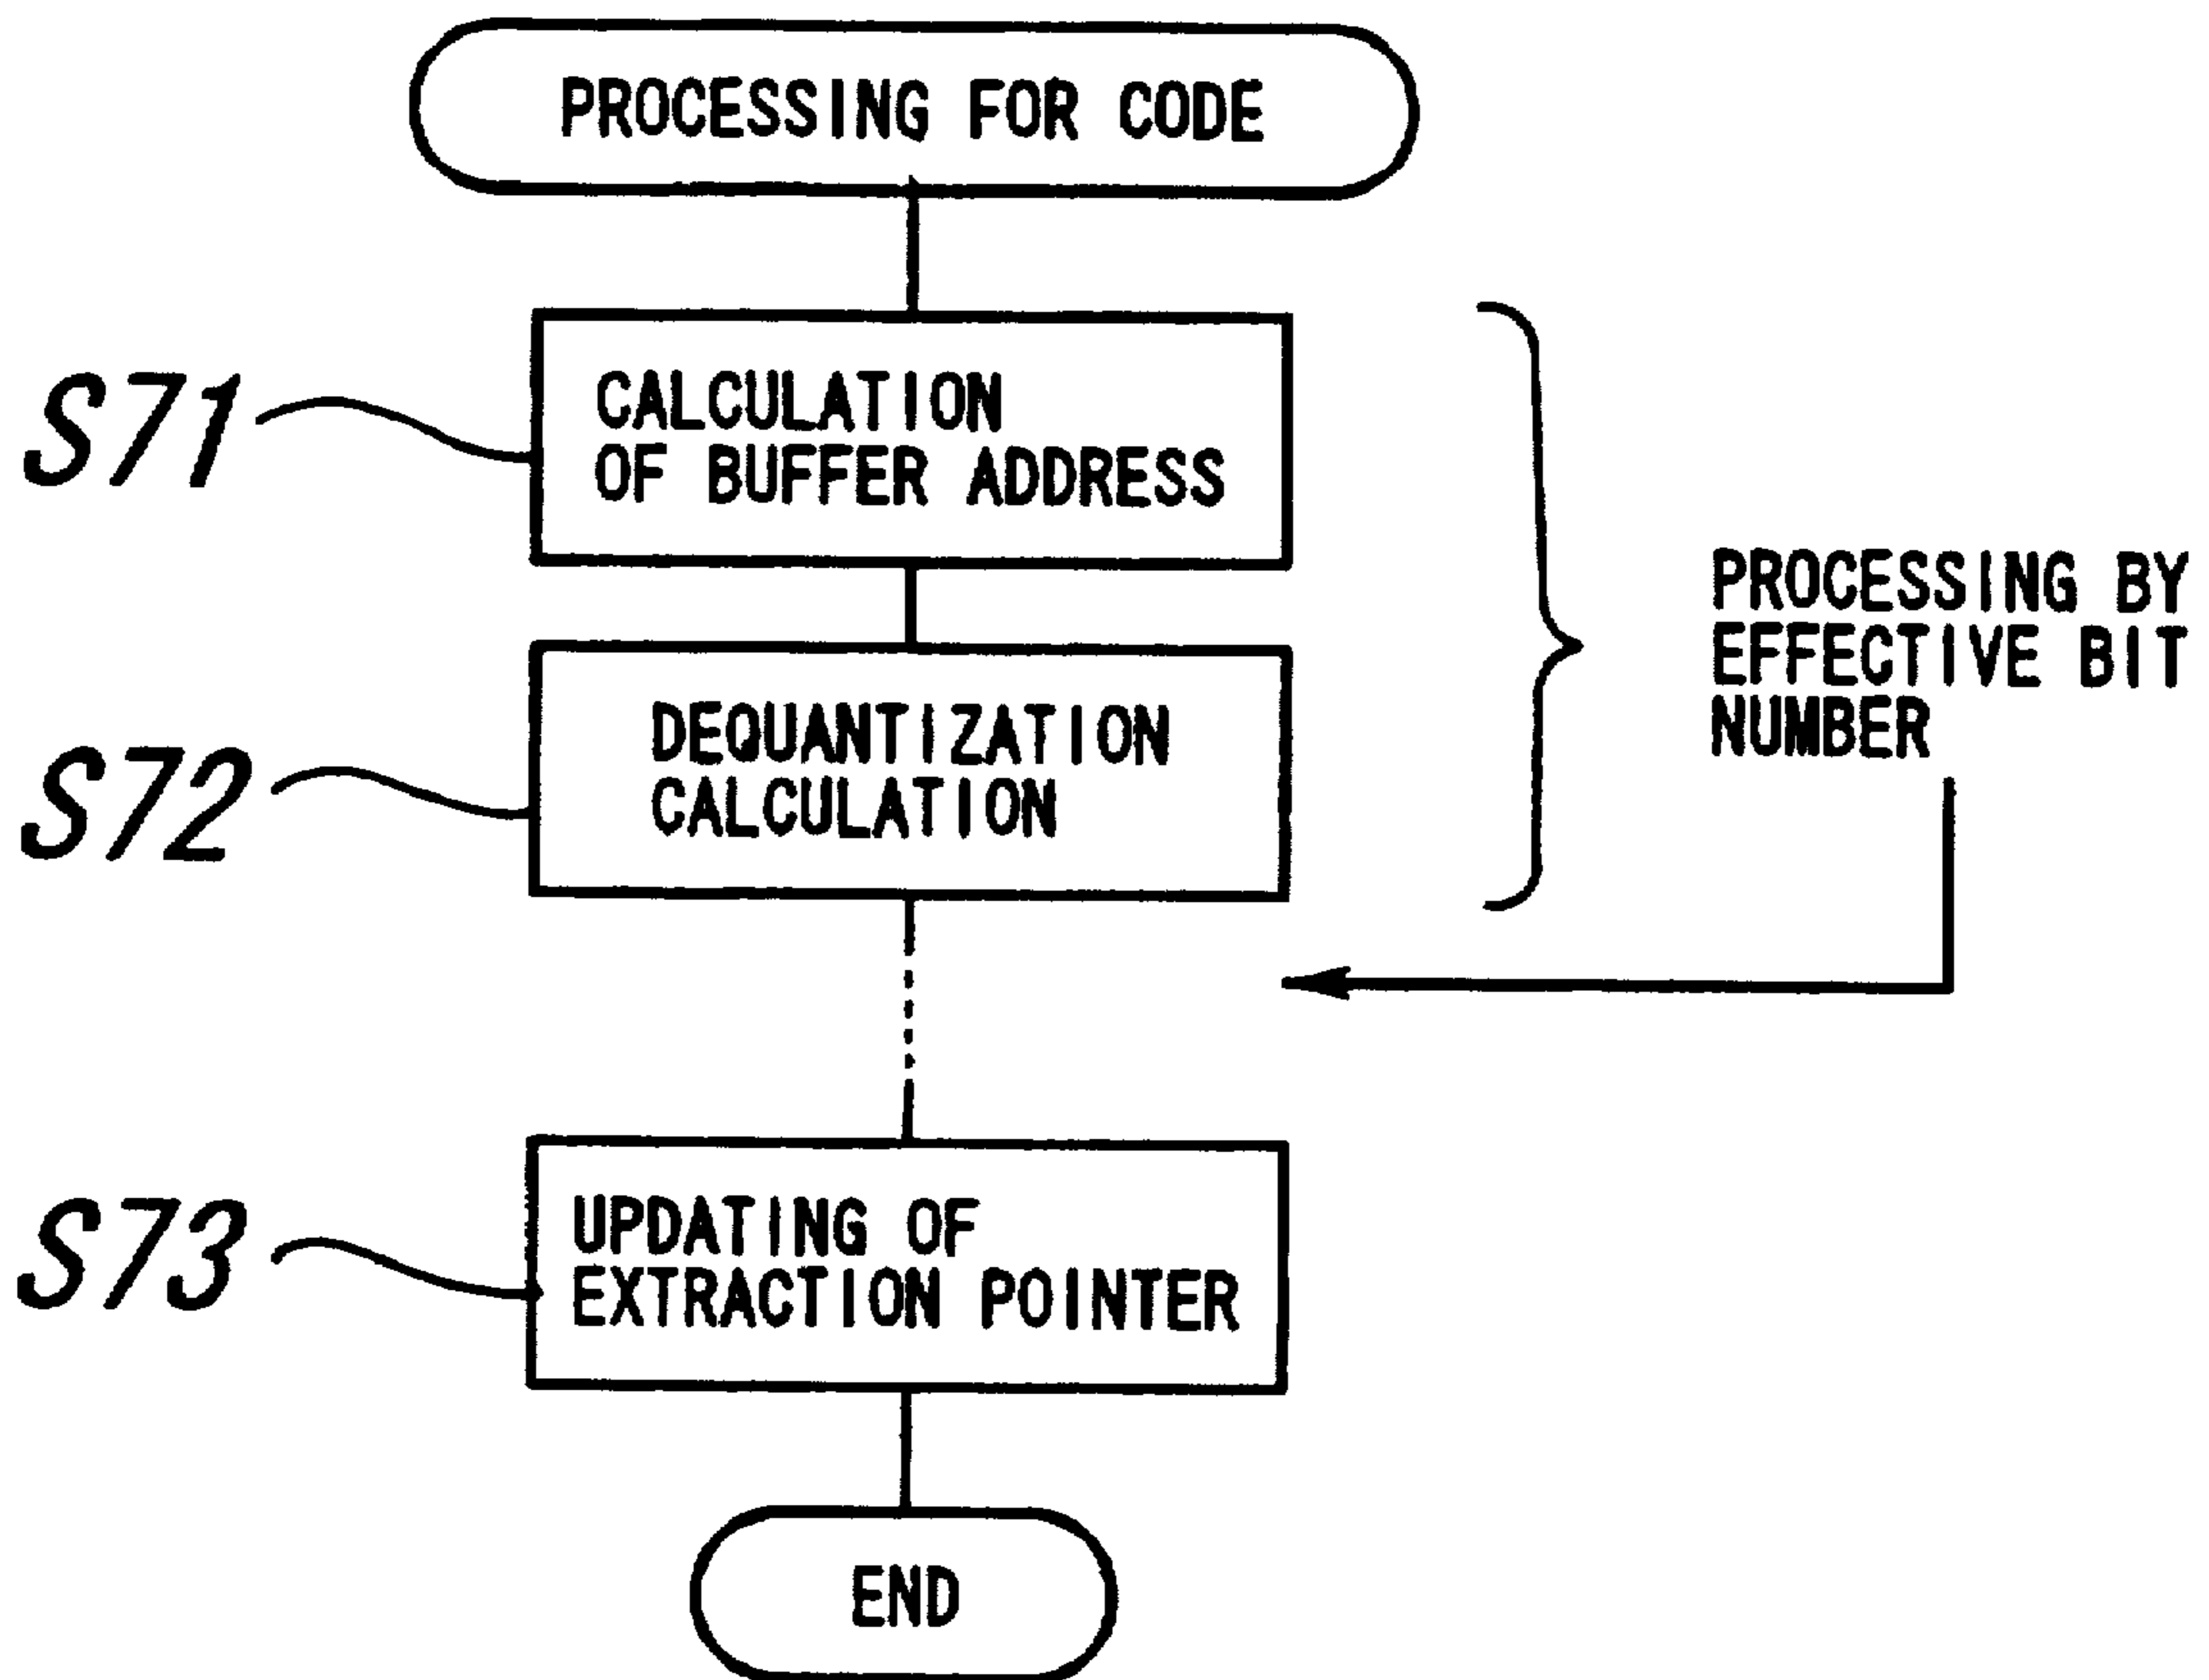 PROCESSING FOR CODE
S71
CALCULATION
OF BUFFER ADDRESS
PROCESSING BY
EFFECTIVE BIT
NUMBER
S72
DEQUANTIZATION
CALCULATION
S73
UPDATING OF
EXTRACTION POINTER
END